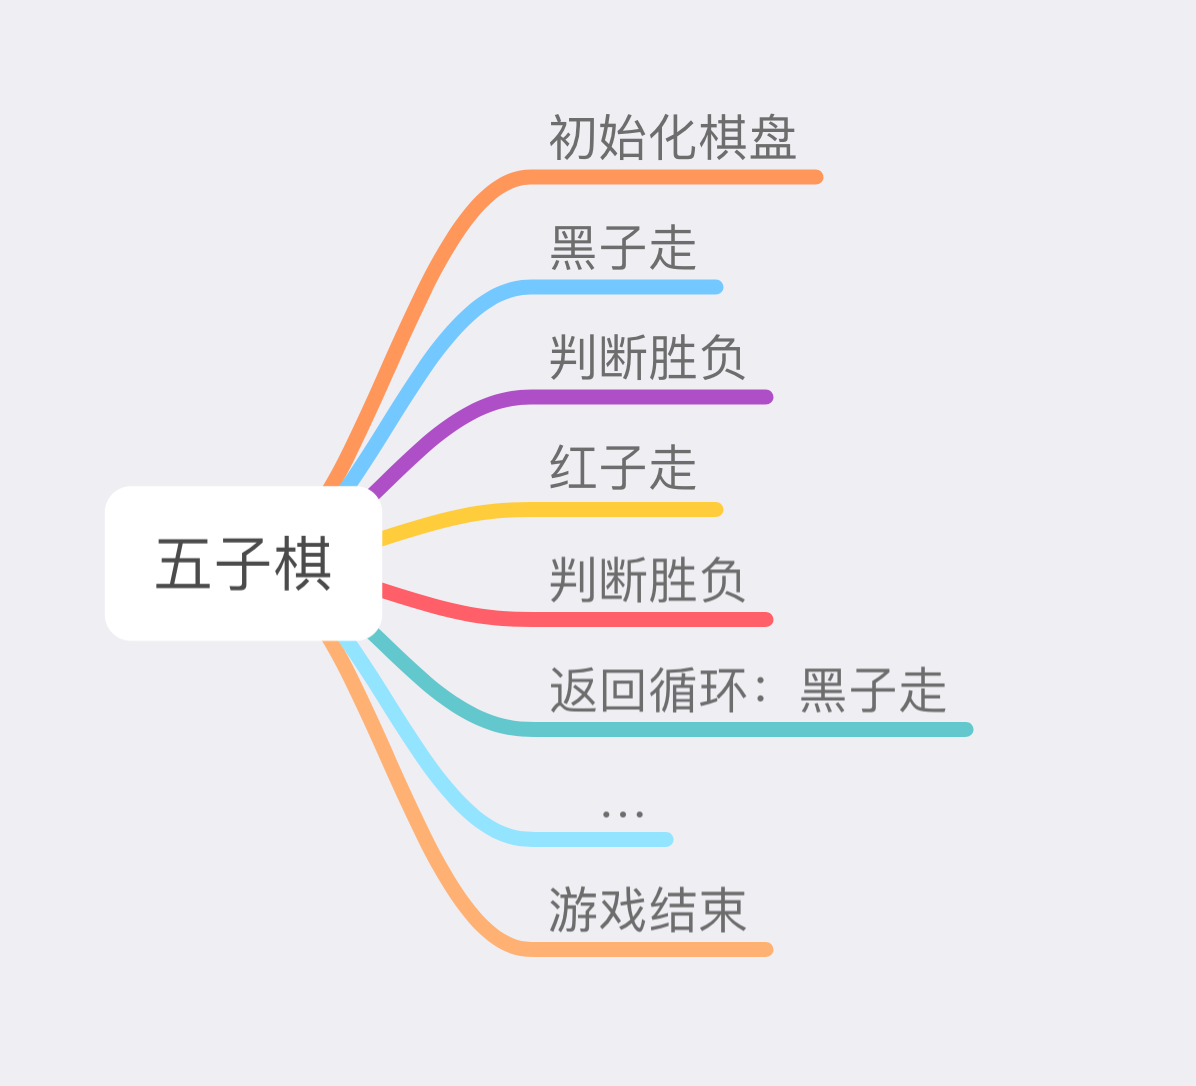 初始化棋盘
黑子走
判断胜负
红子走
五子棋
判断胜负
返回循环：黑子走
...
游戏结束